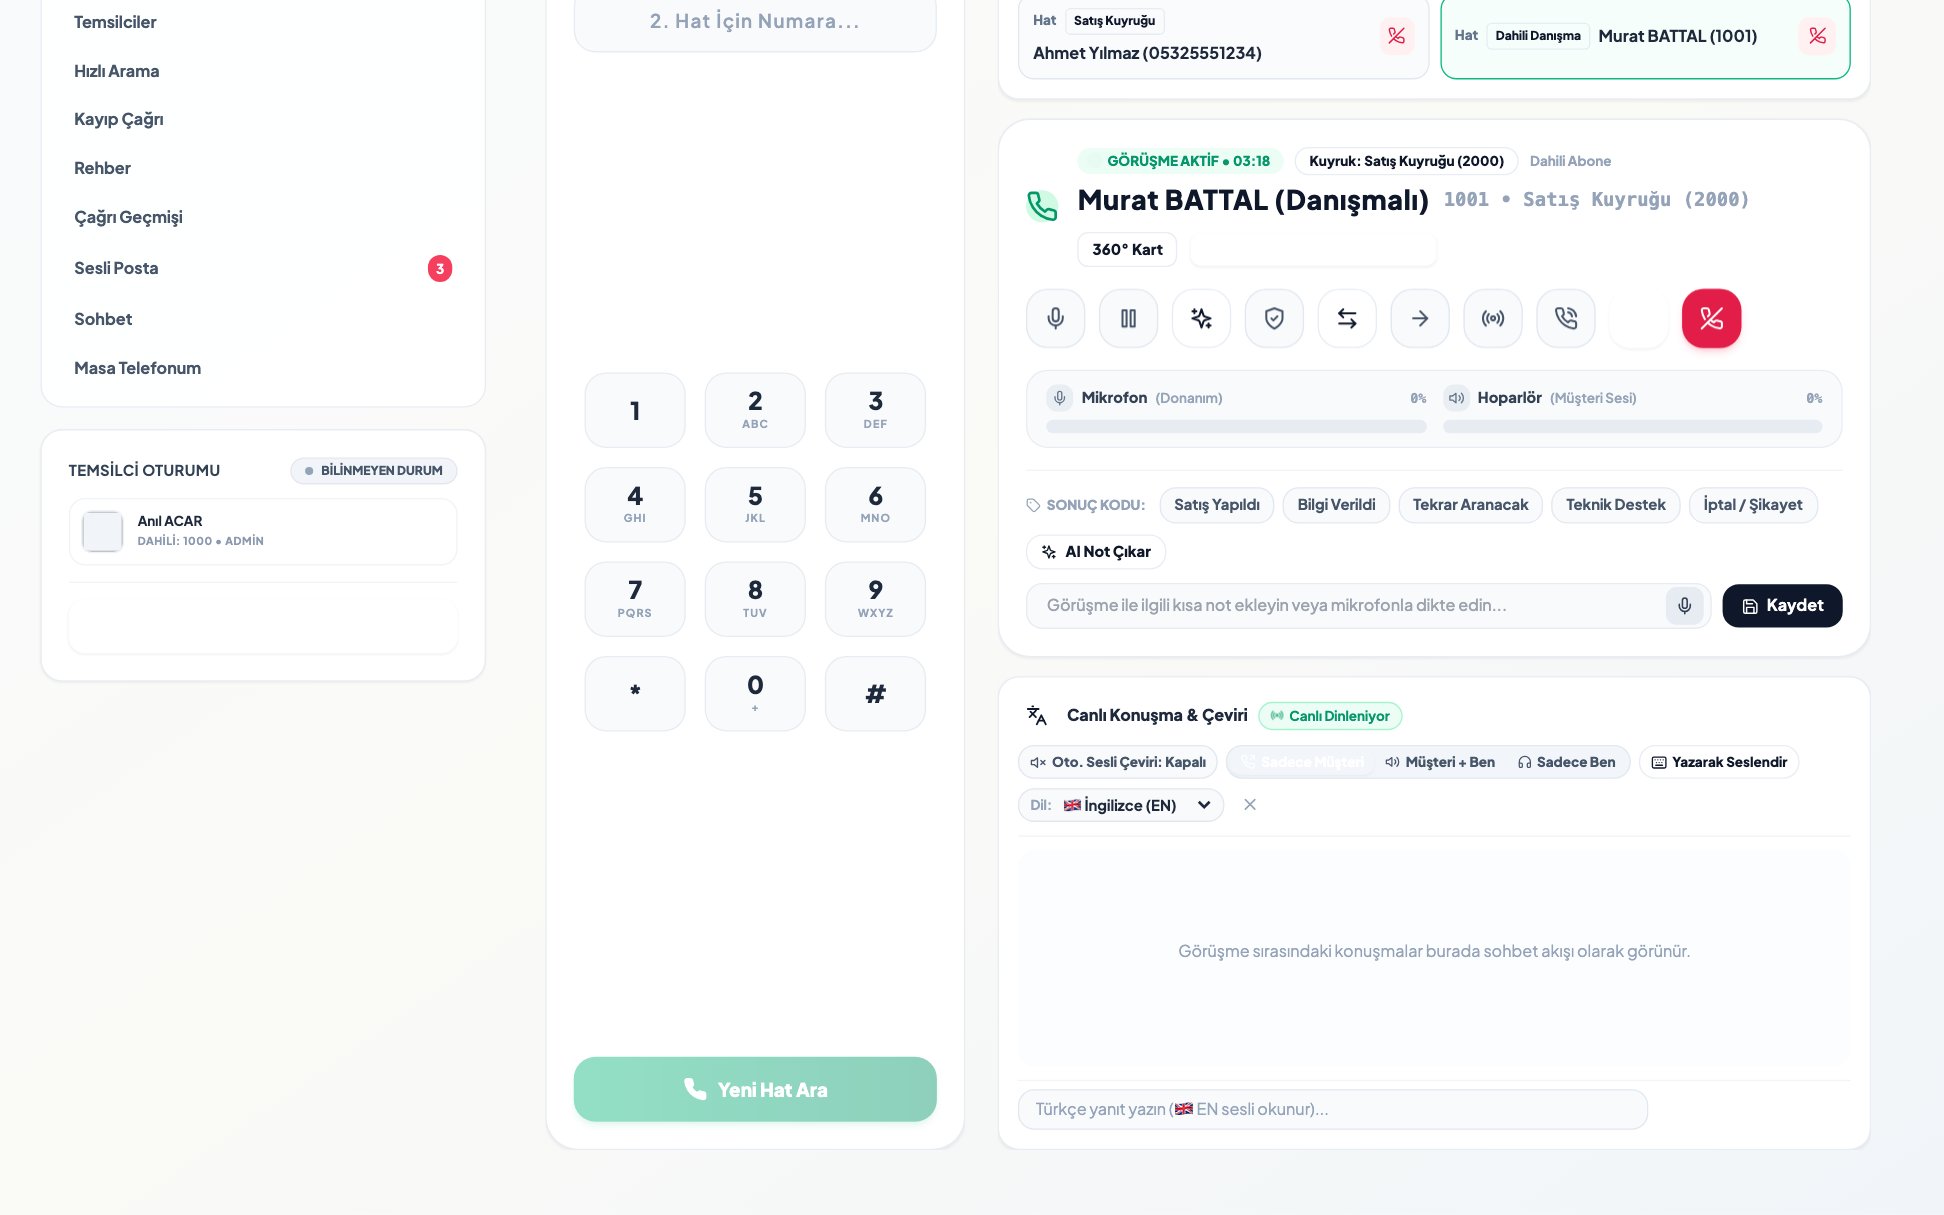 Temsilciler
Hızlı Arama
Kayıp Çağrı
Rehber
Çağrı Geçmişi
Sesli Posta 3
Sohbet
Masa Telefonum
TEMSİLCİ OTURUMU
BİLİNMEYEN DURUM
Anıl ACAR
DAHİLİ: 1000 • ADMIN
2. Hat İçin Numara...
1
2
ABC
3
DEF
4
GHI
5
JKL
6
MNO
7
PQRS
8
TUV
9
WXYZ
*
0
+
#
Yeni Hat Ara
Hat Satış Kuyruğu
Ahmet Yılmaz (05325551234)
Hat Dahili Danışma Murat BATTAL (1001)
GÖRÜŞME AKTİF • 03:18 Kuyruk: Satış Kuyruğu (2000) Dahili Abone
Murat BATTAL (Danışmalı) 1001 • Satış Kuyruğu (2000)
360° Kart
Mikrofon (Donanım) 0%
Hoparlör (Müşteri Sesi) 0%
SONUÇ KODU: Satış Yapıldı Bilgi Verildi Tekrar Aranacak Teknik Destek İptal / Şikayet
AI Not Çıkar
Görüşme ile ilgili kısa not ekleyin veya mikrofonla dikte edin...
Kaydet
Canlı Konuşma & Çeviri Canlı Dinleniyor
Oto. Sesli Çeviri: Kapalı Sadece Müşteri Müşteri + Ben Sadece Ben Yazarak Seslendir
Dil: 🇬🇧 İngilizce (EN)
Görüşme sırasındaki konuşmalar burada sohbet akışı olarak görünür.
Türkçe yanıt yazın (🇬🇧 EN sesli okunur)...